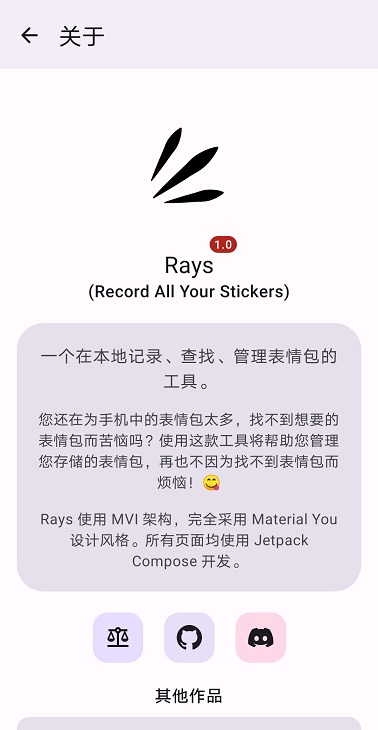 关于
1.0
Rays
(Record All Your Stickers)
一个在本地记录、查找、管理表情包的
工具。
您还在为手机中的表情包太多，找不到想要的
表情包而苦恼吗？使用这款工具将帮助您管理
您存储的表情包，再也不因为找不到表情包而
烦恼！😋
Rays 使用 MVI 架构，完全采用 Material You
设计风格。所有页面均使用 Jetpack
Compose 开发。
其他作品